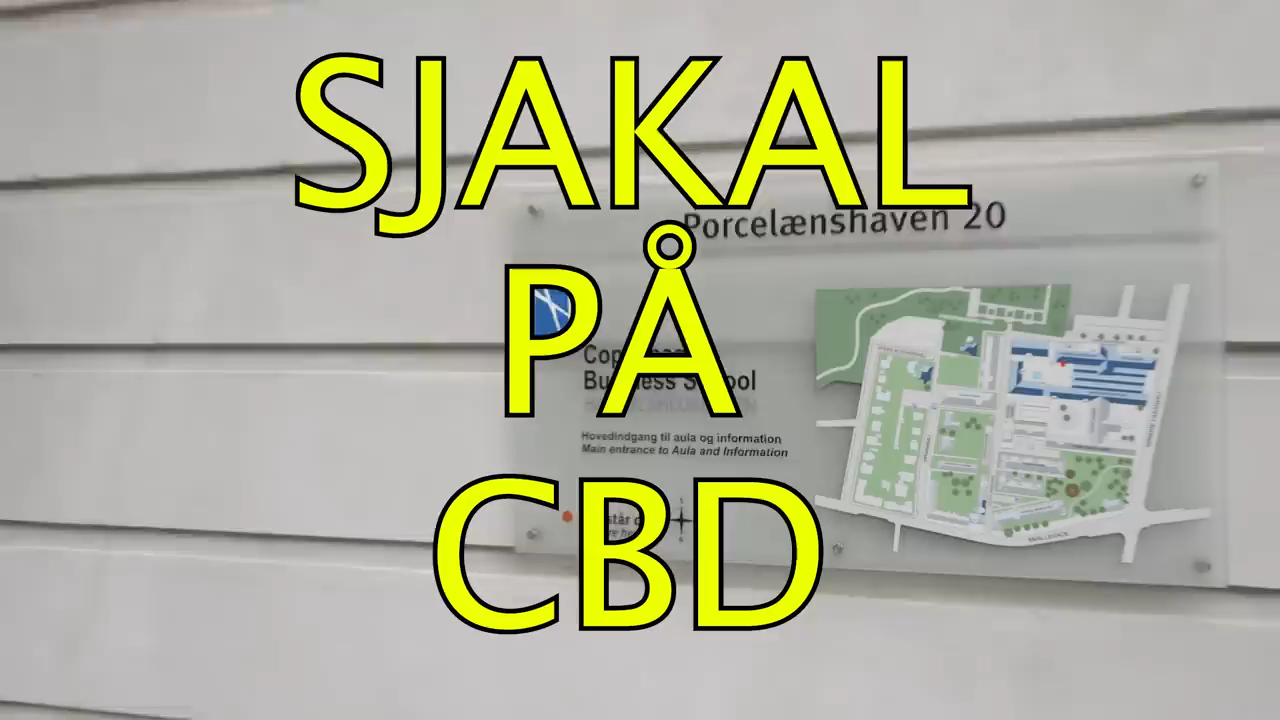 SJAKAL
PÅ
CBD
Porcelænshaven 20
Business School
Hovedindgang til aula og information
Main entrance to Aula and Information